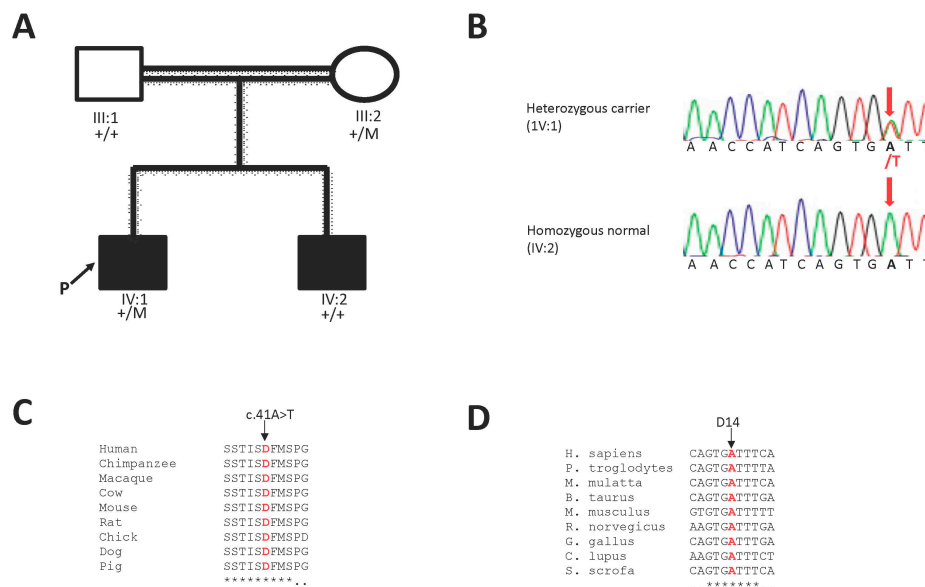 A
III:1
+/+
III:2
+/M
P
IV:1
+/M
IV:2
+/+
B
Heterozygous carrier
(1V:1)
A A C C A T C A G T G A T T
/T
Homozygous normal
(IV:2)
A A C C A T C A G T G A T T
C
c.41A>T
Human SSTISDFMSPG
Chimpanzee SSTISDFMSPG
Macaque SSTISDFMSPG
Cow SSTISDFMSPG
Mouse SSTISDFMSPG
Rat SSTISDFMSPG
Chick SSTISDFMSPD
Dog SSTISDFMSPG
Pig SSTISDFMSPG
*********..
D
D14
H. sapiens CAGTGATTTCA
P. troglodytes CAGTGATTTTA
M. mulatta CAGTGATTTCA
B. taurus CAGTGATTTGA
M. musculus GTGTGATTTTT
R. norvegicus AAGTGATTTGA
G. gallus CAGTGATTTGA
C. lupus AAGTGATTTCT
S. scrofa CAGTGATTTCA
*******